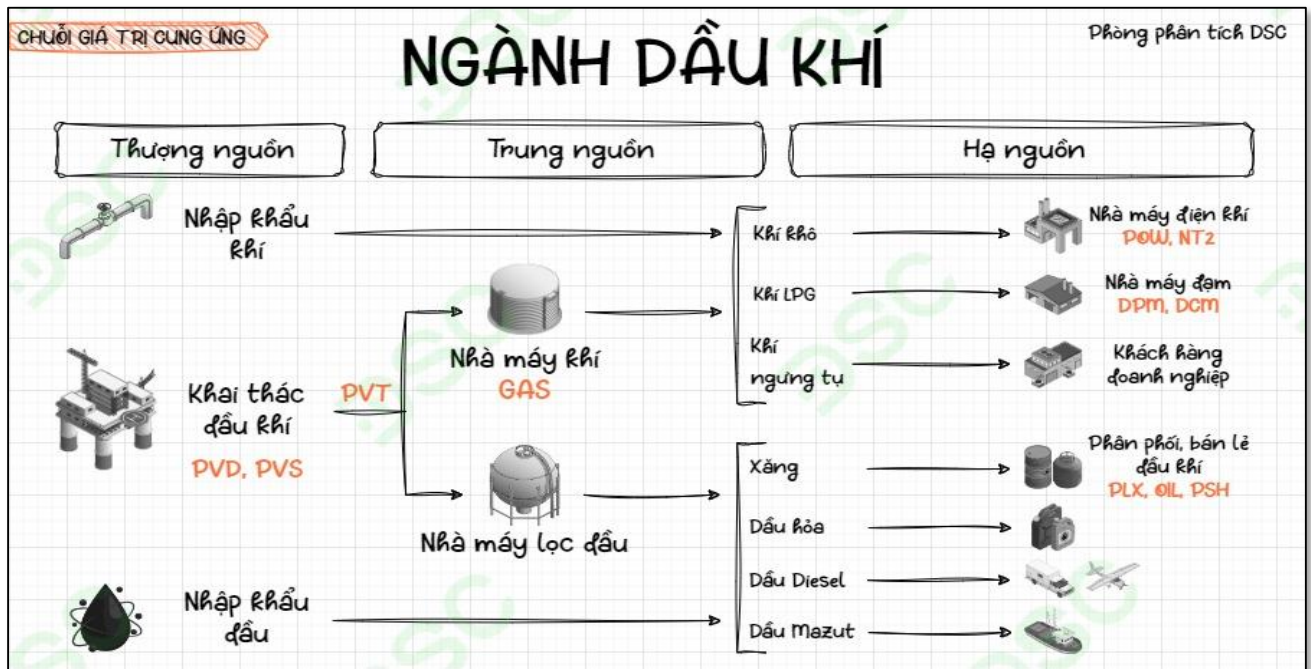 CHUỖI GIÁ TRỊ CUNG ỨNG
NGÀNH DẦU KHÍ
Phòng phân tích DSC
Thượng nguồn
Trung nguồn
Hạ nguồn
Nhập khẩu
khí
Khí khô
Nhà máy điện khí
POW, NT2
Khí LPG
Nhà máy đạm
DPM, DCM
Nhà máy khí
GAS
Khí
ngưng tụ
Khách hàng
doanh nghiệp
Khai thác
dầu khí
PVD, PVS
PVT
Xăng
Phân phối, bán lẻ
dầu khí
PLX, OIL, PSH
Nhà máy lọc dầu
Dầu hỏa
Dầu Diesel
Nhập khẩu
dầu
Dầu Mazut
DSC
DSC
DSC
DSC